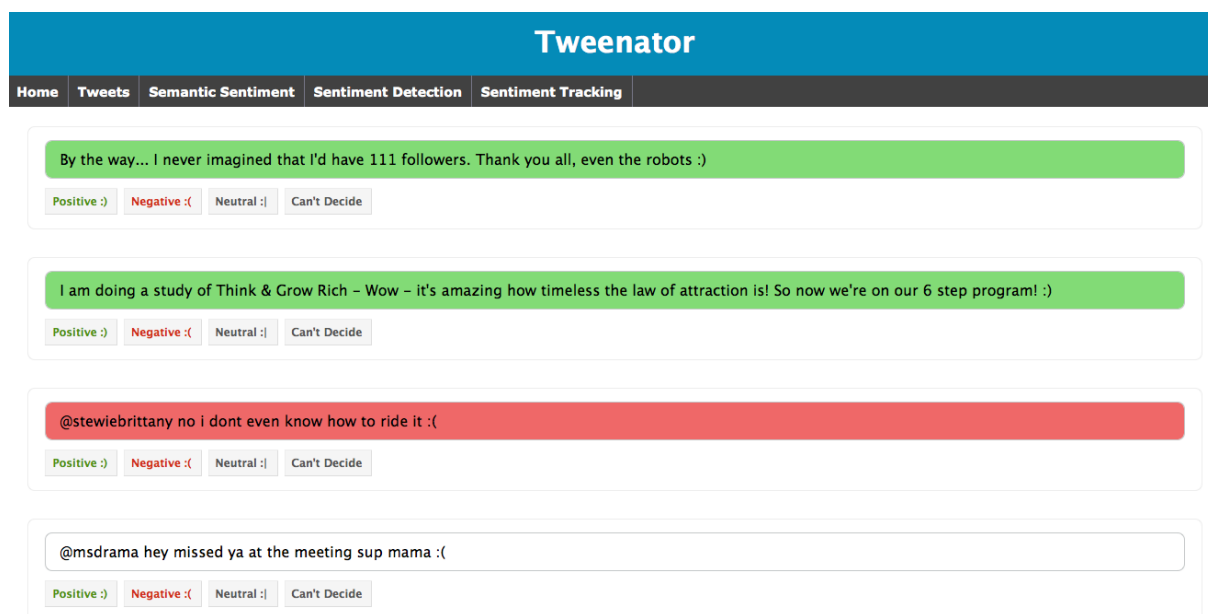 Tweenator
Home Tweets Semantic Sentiment Sentiment Detection Sentiment Tracking
By the way... I never imagined that I'd have 111 followers. Thank you all, even the robots :)
Positive :) Negative :( Neutral :| Can't Decide
I am doing a study of Think & Grow Rich – Wow – it's amazing how timeless the law of attraction is! So now we're on our 6 step program! :)
Positive :) Negative :( Neutral :| Can't Decide
@stewiebrittany no i dont even know how to ride it :(
Positive :) Negative :( Neutral :| Can't Decide
@msdrama hey missed ya at the meeting sup mama :(
Positive :) Negative :( Neutral :| Can't Decide